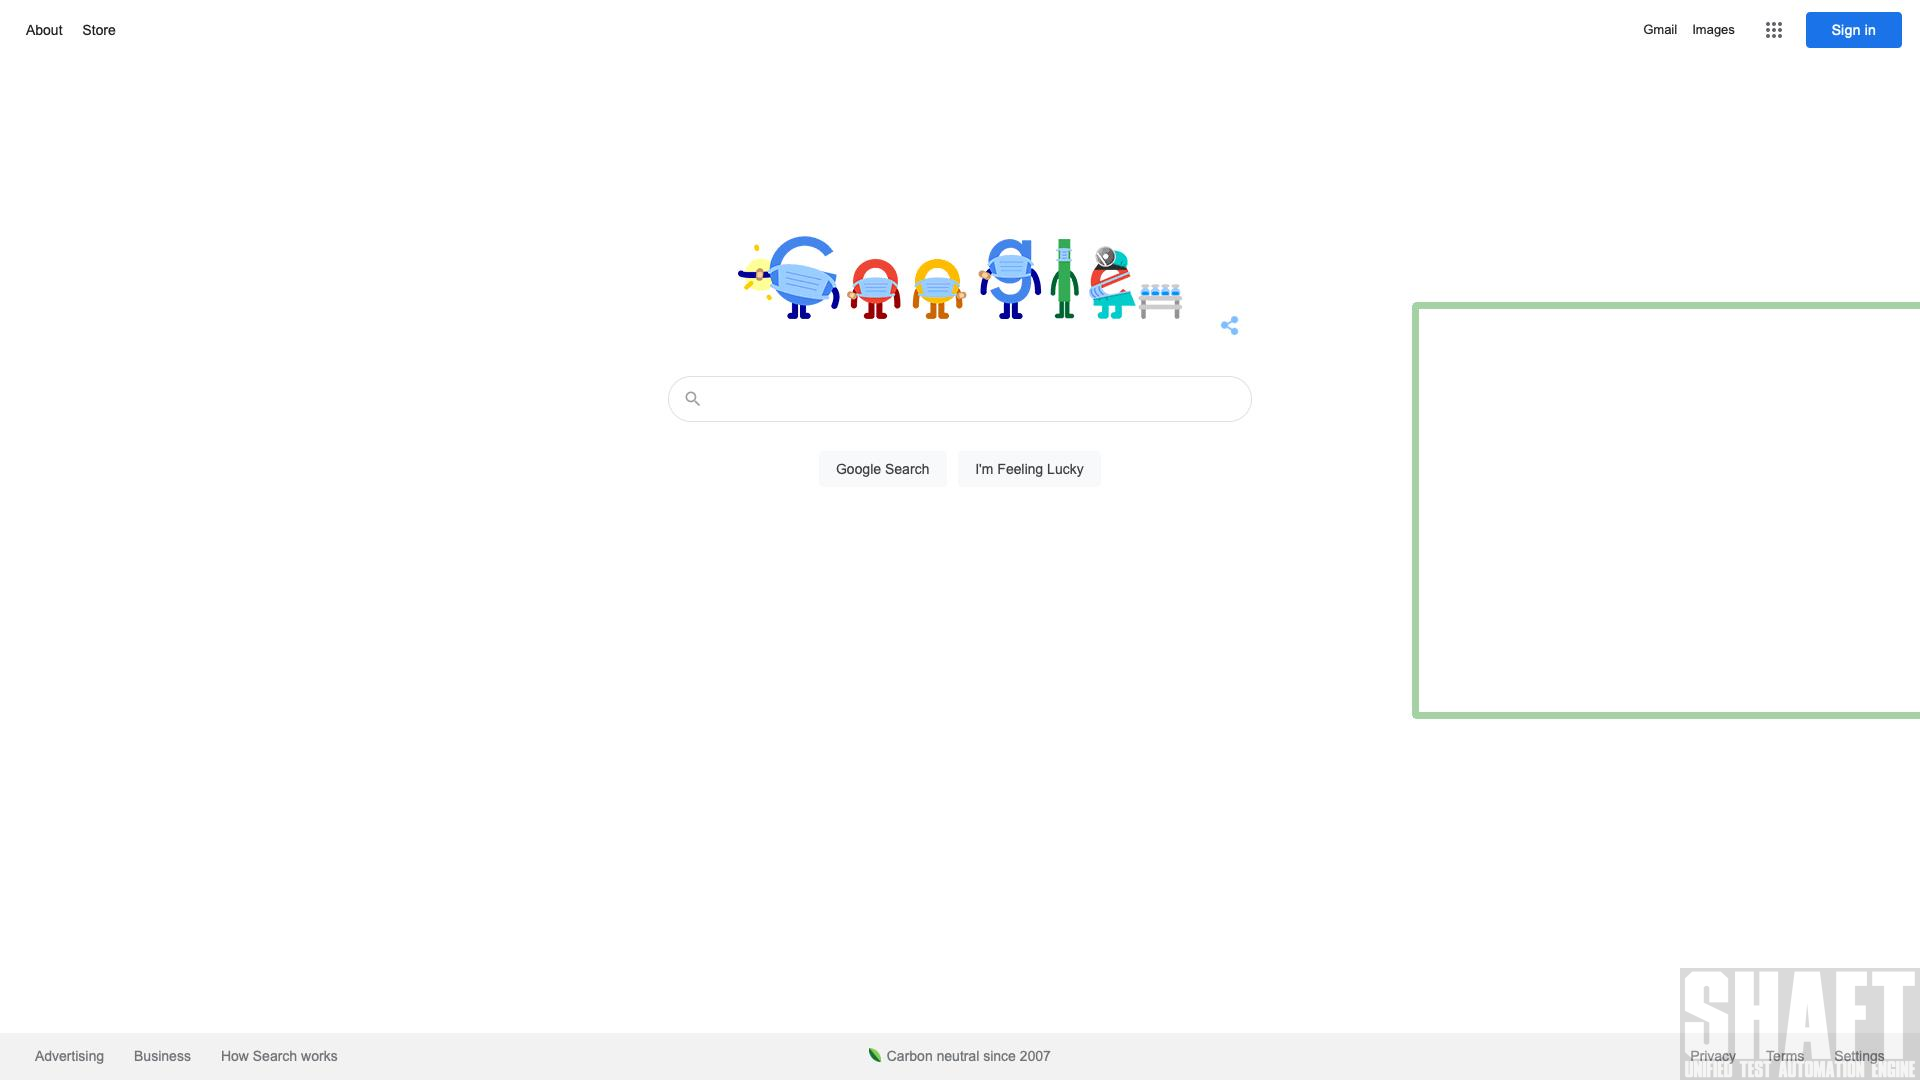 About Store
Gmail Images Sign in
Google
Google Search I'm Feeling Lucky
Advertising Business How Search works
Carbon neutral since 2007
Privacy Terms Settings
SHAFT
UNIFIED TEST AUTOMATION ENGINE